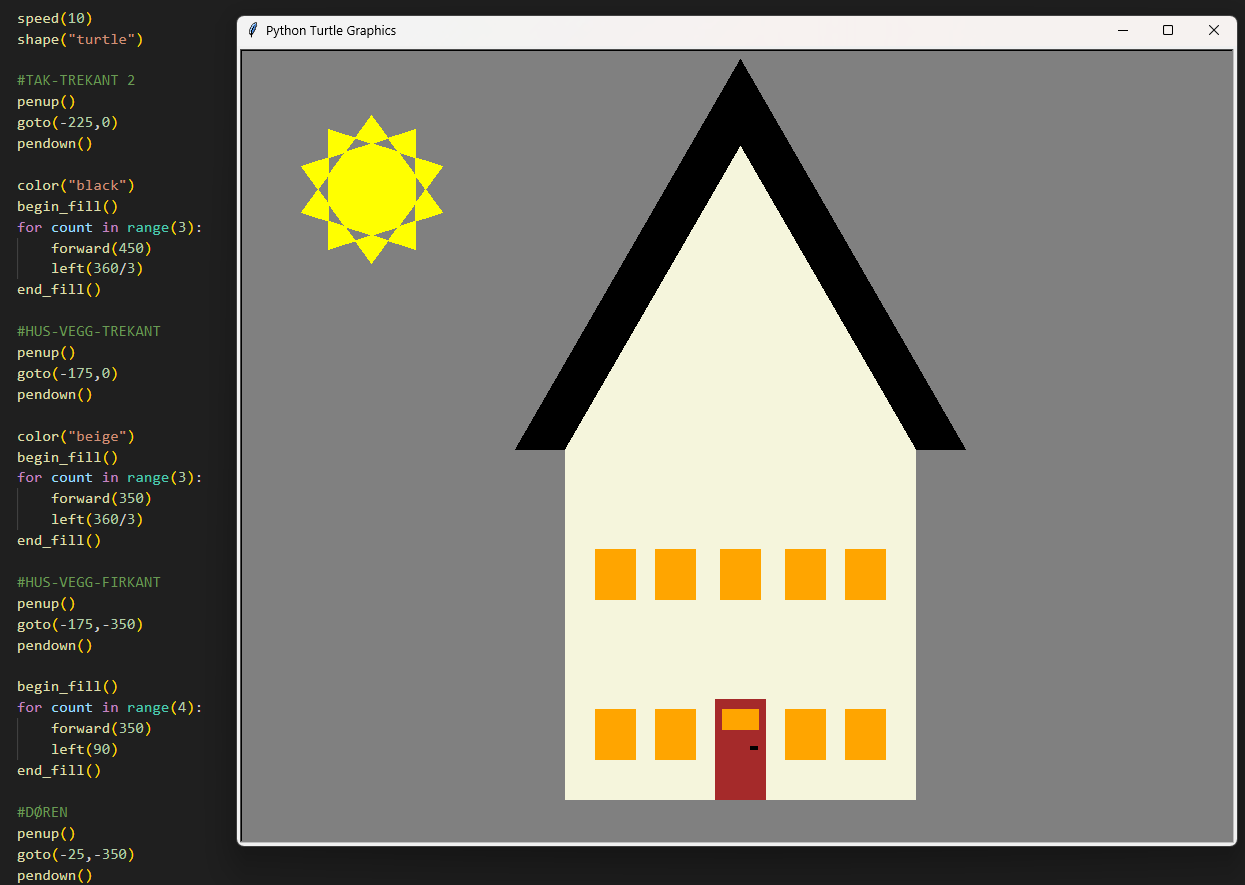 speed(10)
shape("turtle")
#TAK-TREKANT 2
penup()
goto(-225,0)
pendown()
color("black")
begin_fill()
for count in range(3):
    forward(450)
    left(360/3)
end_fill()
#HUS-VEGG-TREKANT
penup()
goto(-175,0)
pendown()
color("beige")
begin_fill()
for count in range(3):
    forward(350)
    left(360/3)
end_fill()
#HUS-VEGG-FIRKANT
penup()
goto(-175,-350)
pendown()
begin_fill()
for count in range(4):
    forward(350)
    left(90)
end_fill()
#DØREN
penup()
goto(-25,-350)
pendown()
Python Turtle Graphics